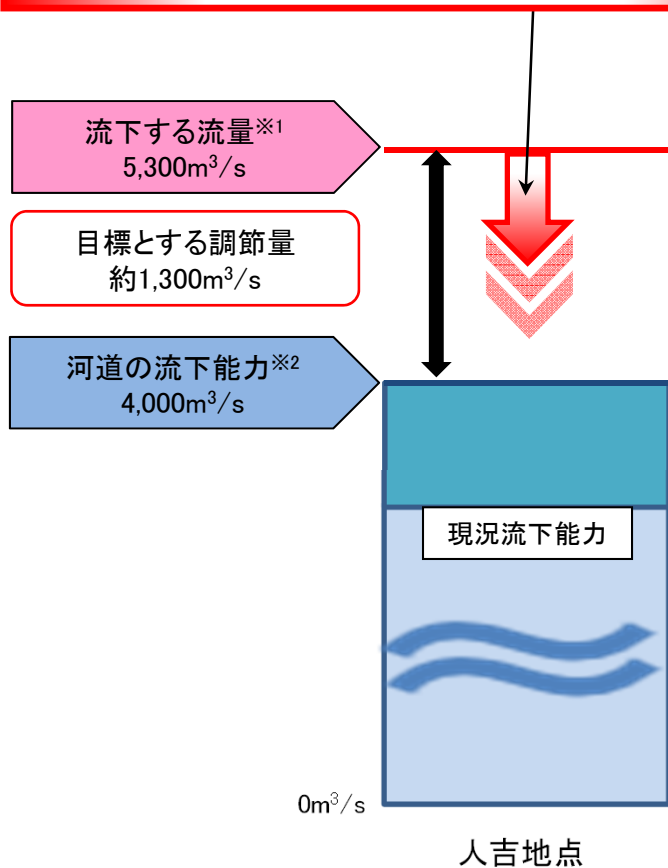 流下する流量※1
5,300m³/s
目標とする調節量
約1,300m³/s
河道の流下能力※2
4,000m³/s
現況流下能力
0m³/s
人吉地点